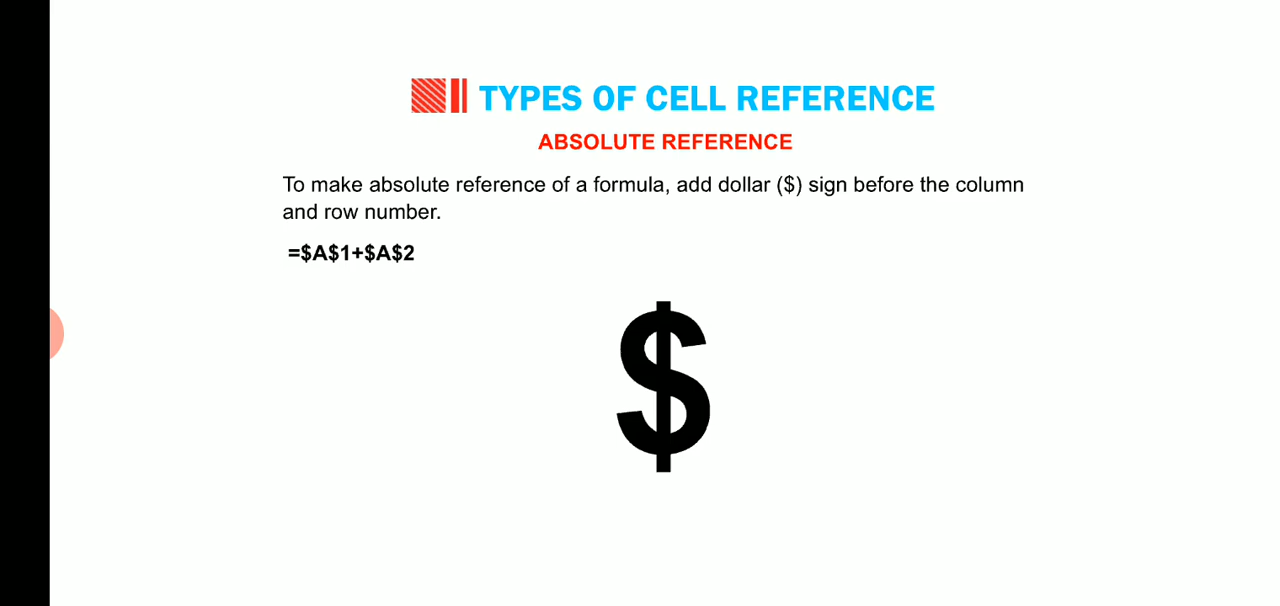 TYPES OF CELL REFERENCE
ABSOLUTE REFERENCE
To make absolute reference of a formula, add dollar ($) sign before the column
and row number.
=$A$1+$A$2
$